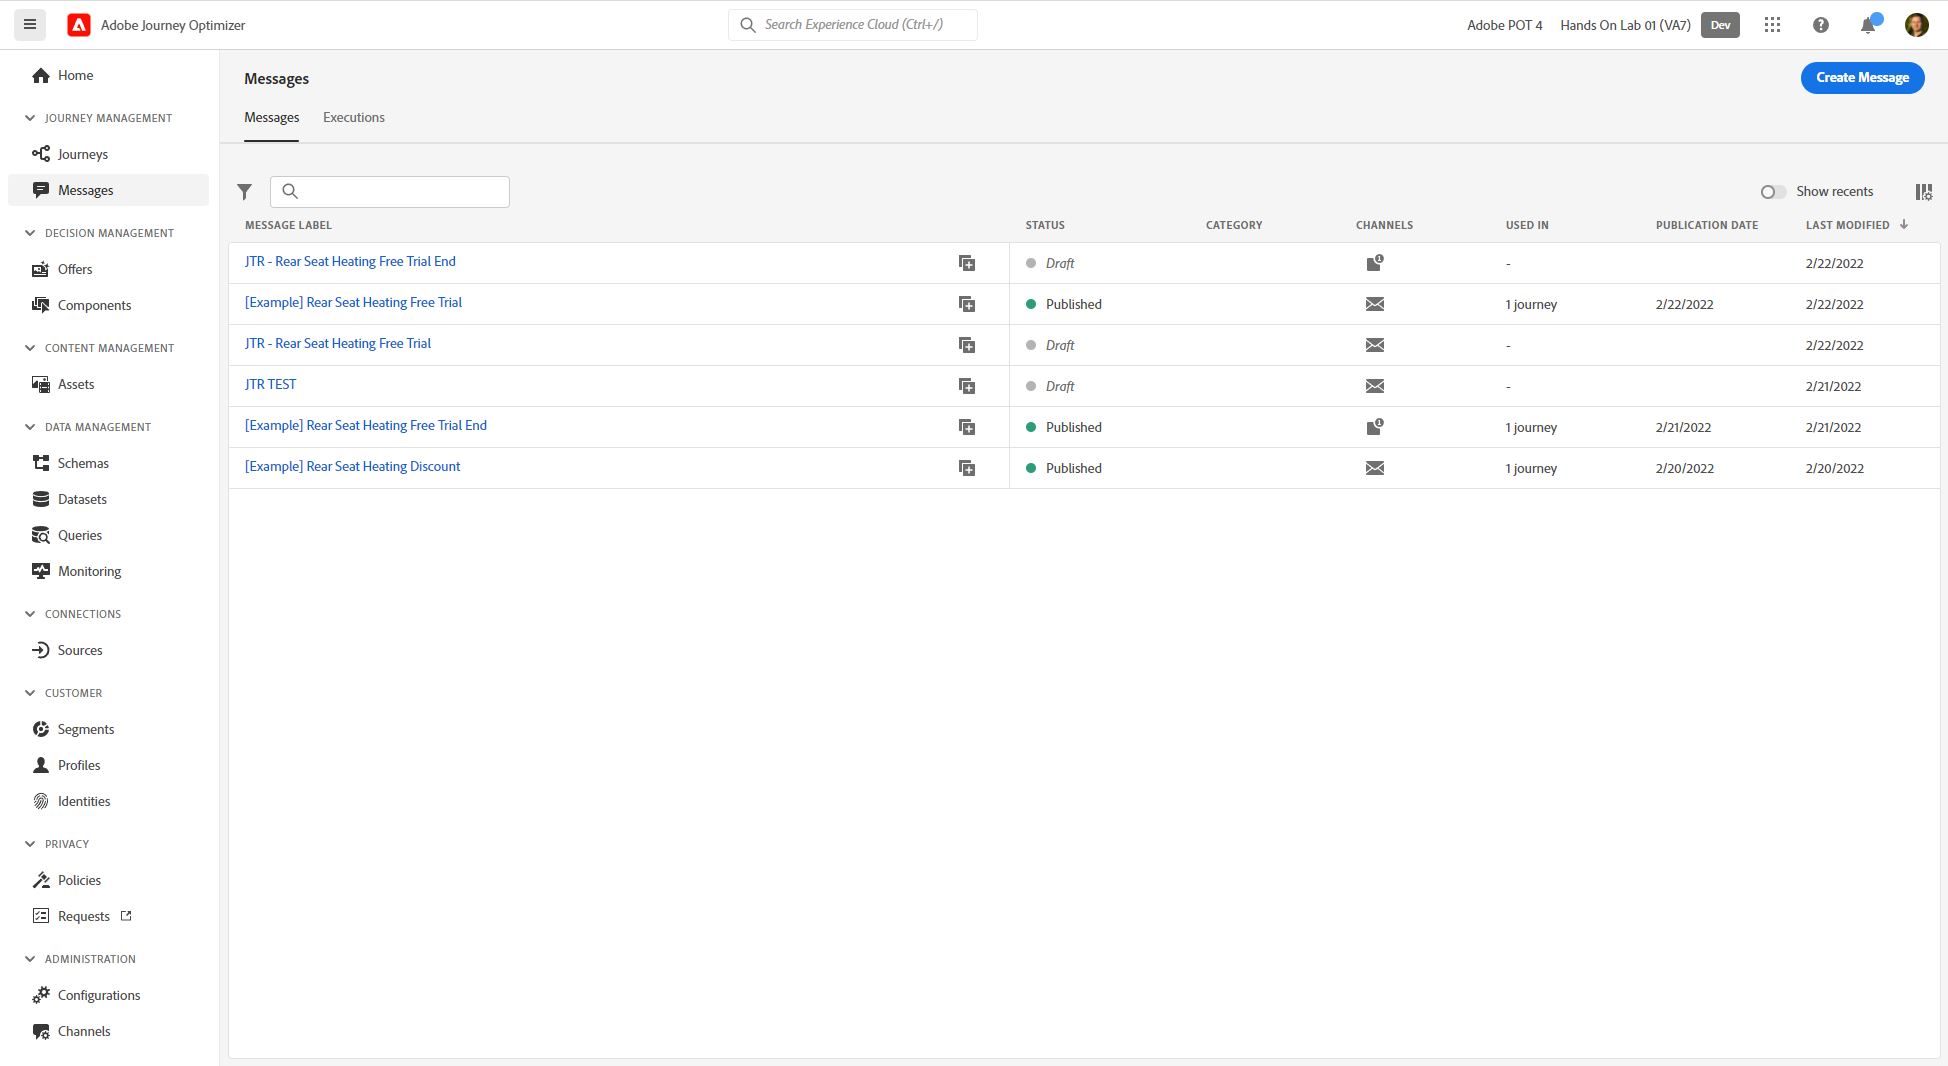 Adobe Journey Optimizer
Search Experience Cloud (Ctrl+/)
Adobe POT 4
Hands On Lab 01 (VA7)
Dev
Home
JOURNEY MANAGEMENT
Journeys
Messages
DECISION MANAGEMENT
Offers
Components
CONTENT MANAGEMENT
Assets
DATA MANAGEMENT
Schemas
Datasets
Queries
Monitoring
CONNECTIONS
Sources
CUSTOMER
Segments
Profiles
Identities
PRIVACY
Policies
Requests
ADMINISTRATION
Configurations
Channels
Messages
Create Message
Messages Executions
Show recents
MESSAGE LABEL STATUS CATEGORY CHANNELS USED IN PUBLICATION DATE LAST MODIFIED
JTR - Rear Seat Heating Free Trial End Draft 1 - 2/22/2022
[Example] Rear Seat Heating Free Trial Published 1 journey 2/22/2022 2/22/2022
JTR - Rear Seat Heating Free Trial Draft - 2/22/2022
JTR TEST Draft - 2/21/2022
[Example] Rear Seat Heating Free Trial End Published 1 1 journey 2/21/2022 2/21/2022
[Example] Rear Seat Heating Discount Published 1 journey 2/20/2022 2/20/2022